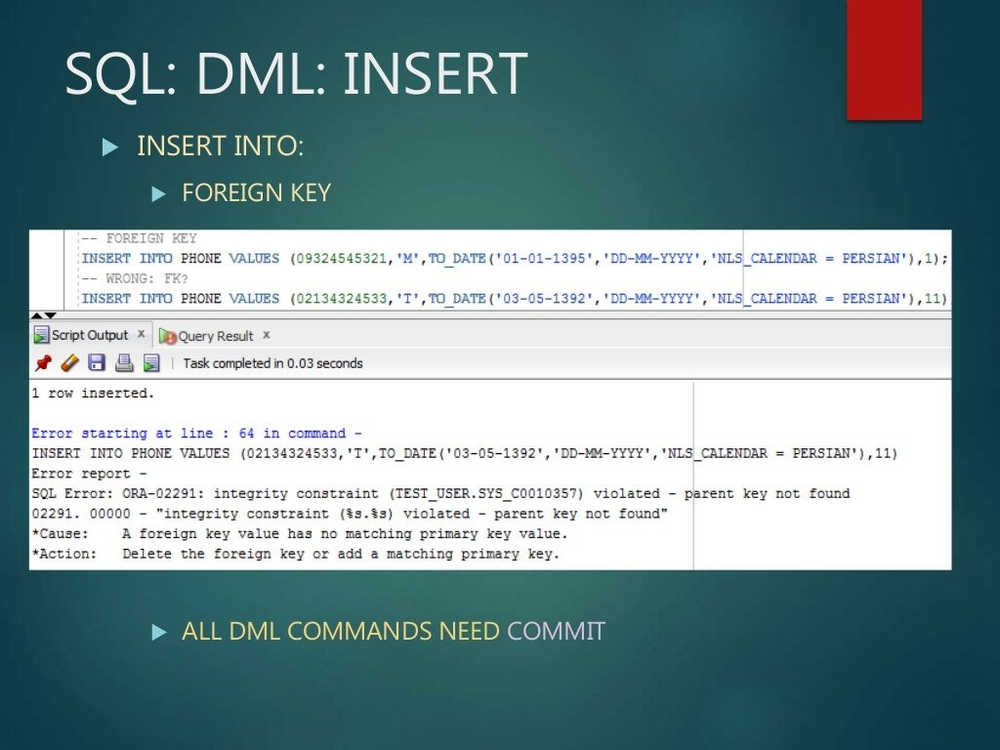 SQL: DML: INSERT
INSERT INTO:
FOREIGN KEY
-- FOREIGN KEY
INSERT INTO PHONE VALUES (09324545321,'M',TO_DATE('01-01-1395','DD-MM-YYYY','NLS_CALENDAR = PERSIAN'),1);
-- WRONG: FK?
INSERT INTO PHONE VALUES (02134324533,'T',TO_DATE('03-05-1392','DD-MM-YYYY','NLS_CALENDAR = PERSIAN'),11)
Script Output x Query Result x
Task completed in 0.03 seconds
1 row inserted.
Error starting at line : 64 in command -
INSERT INTO PHONE VALUES (02134324533,'T',TO_DATE('03-05-1392','DD-MM-YYYY','NLS_CALENDAR = PERSIAN'),11)
Error report -
SQL Error: ORA-02291: integrity constraint (TEST_USER.SYS_C0010357) violated - parent key not found
02291. 00000 - "integrity constraint (%s.%s) violated - parent key not found"
*Cause: A foreign key value has no matching primary key value.
*Action: Delete the foreign key or add a matching primary key.
ALL DML COMMANDS NEED COMMIT